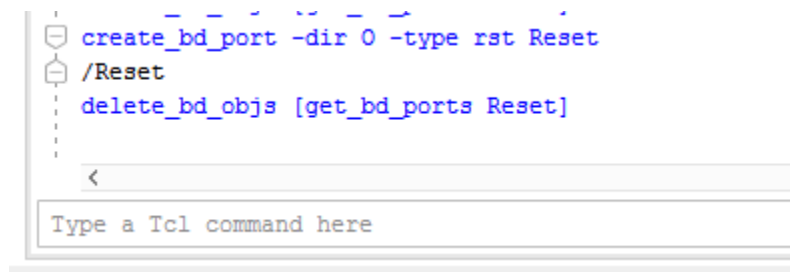 create_bd_port -dir O -type rst Reset
/Reset
delete_bd_objs [get_bd_ports Reset]
Type a Tcl command here